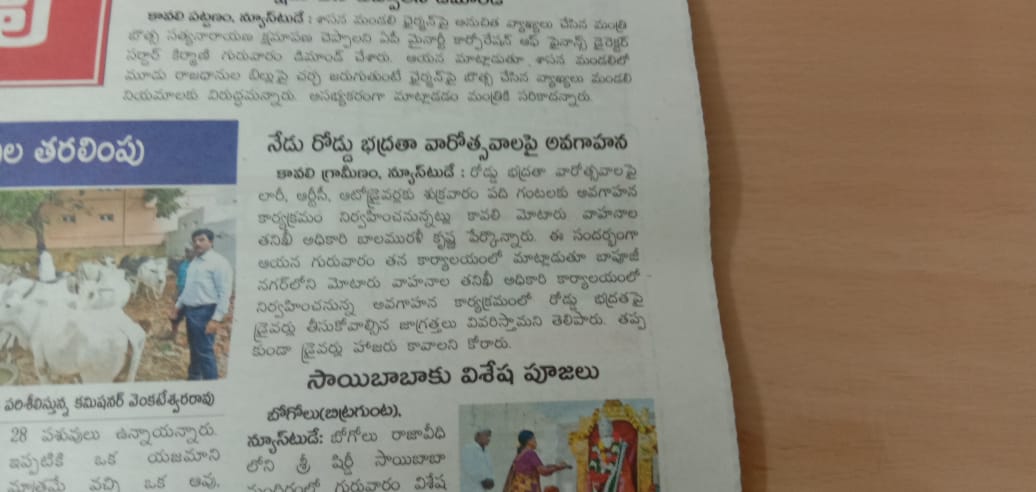 కావలి పట్టణం, న్యూస్‌టుడే : శాసన మండలి ఛైర్మన్‌పై అనుచిత వ్యాఖ్యలు చేసిన మంత్రి
బొత్స సత్యనారాయణ క్షమాపణ చెప్పాలని ఏపీ మైనార్టీ కార్పోరేషన్ ఆఫ్ ఫైనాన్స్ డైరెక్టర్
సర్దార్ కిర్మాణీ గురువారం డిమాండ్ చేశారు. ఆయన మాట్లాడుతూ శాసన మండలిలో
మూడు రాజధానుల బిల్లుపై చర్చ జరుగుతుంటే ఛైర్మన్‌పై బొత్స చేసిన వ్యాఖ్యలు మండలి
నియమాలకు విరుద్ధమన్నారు. అసభ్యకరంగా మాట్లాడడం మంత్రికి సరికాదన్నారు.
ల తరలింపు
నేడు రోడ్డు భద్రతా వారోత్సవాలపై అవగాహన
కావలి గ్రామీణం, న్యూస్‌టుడే : రోడ్డు భద్రతా వారోత్సవాలపై
లారీ, ఆర్టీసీ, ఆటోడ్రైవర్లకు శుక్రవారం పది గంటలకు అవగాహన
కార్యక్రమం నిర్వహించనున్నట్లు కావలి మోటారు వాహనాల
తనిఖీ అధికారి బాలమురళీ కృష్ణ పేర్కొన్నారు. ఈ సందర్భంగా
ఆయన గురువారం తన కార్యాలయంలో మాట్లాడుతూ బాపూజీ
నగర్‌లోని మోటారు వాహనాల తనిఖీ అధికారి కార్యాలయంలో
నిర్వహించనున్న అవగాహన కార్యక్రమంలో రోడ్డు భద్రతపై
డ్రైవర్లు తీసుకోవాల్సిన జాగ్రత్తలు వివరిస్తామని తెలిపారు. తప్ప
కుండా డ్రైవర్లు హాజరు కావాలని కోరారు.
పరిశీలిస్తున్న కమిషనర్ వెంకటేశ్వరరావు
28 పశువులు ఉన్నాయన్నారు.
ఇప్పటికి ఒక యజమాని
మాత్రమే వచ్చి ఒక ఆవు,
సాయిబాబాకు విశేష పూజలు
బోగోలు(బిట్రగుంట),
న్యూస్‌టుడే: బోగోలు రాజావీధి
లోని శ్రీ షిర్డీ సాయిబాబా
మందిరంలో గురువారం విశేష